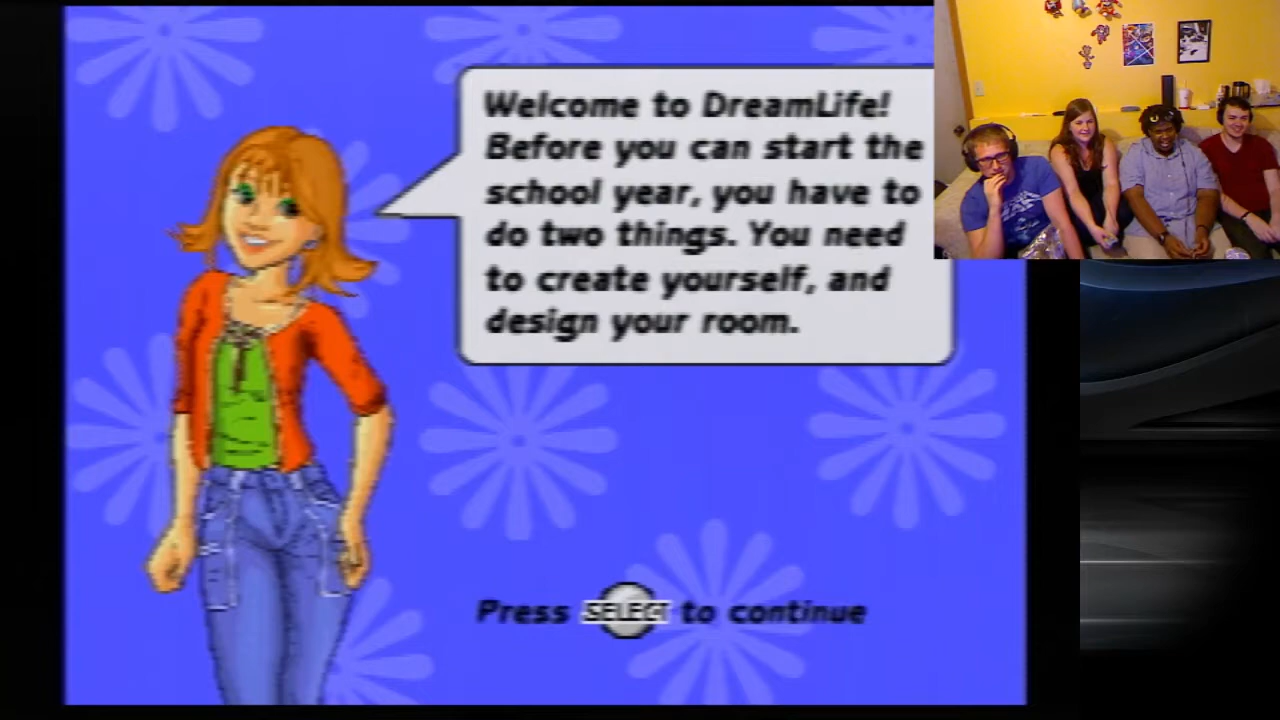 Welcome to DreamLife!
Before you can start the
school year, you have to
do two things. You need
to create yourself, and
design your room.
Press SELECT to continue